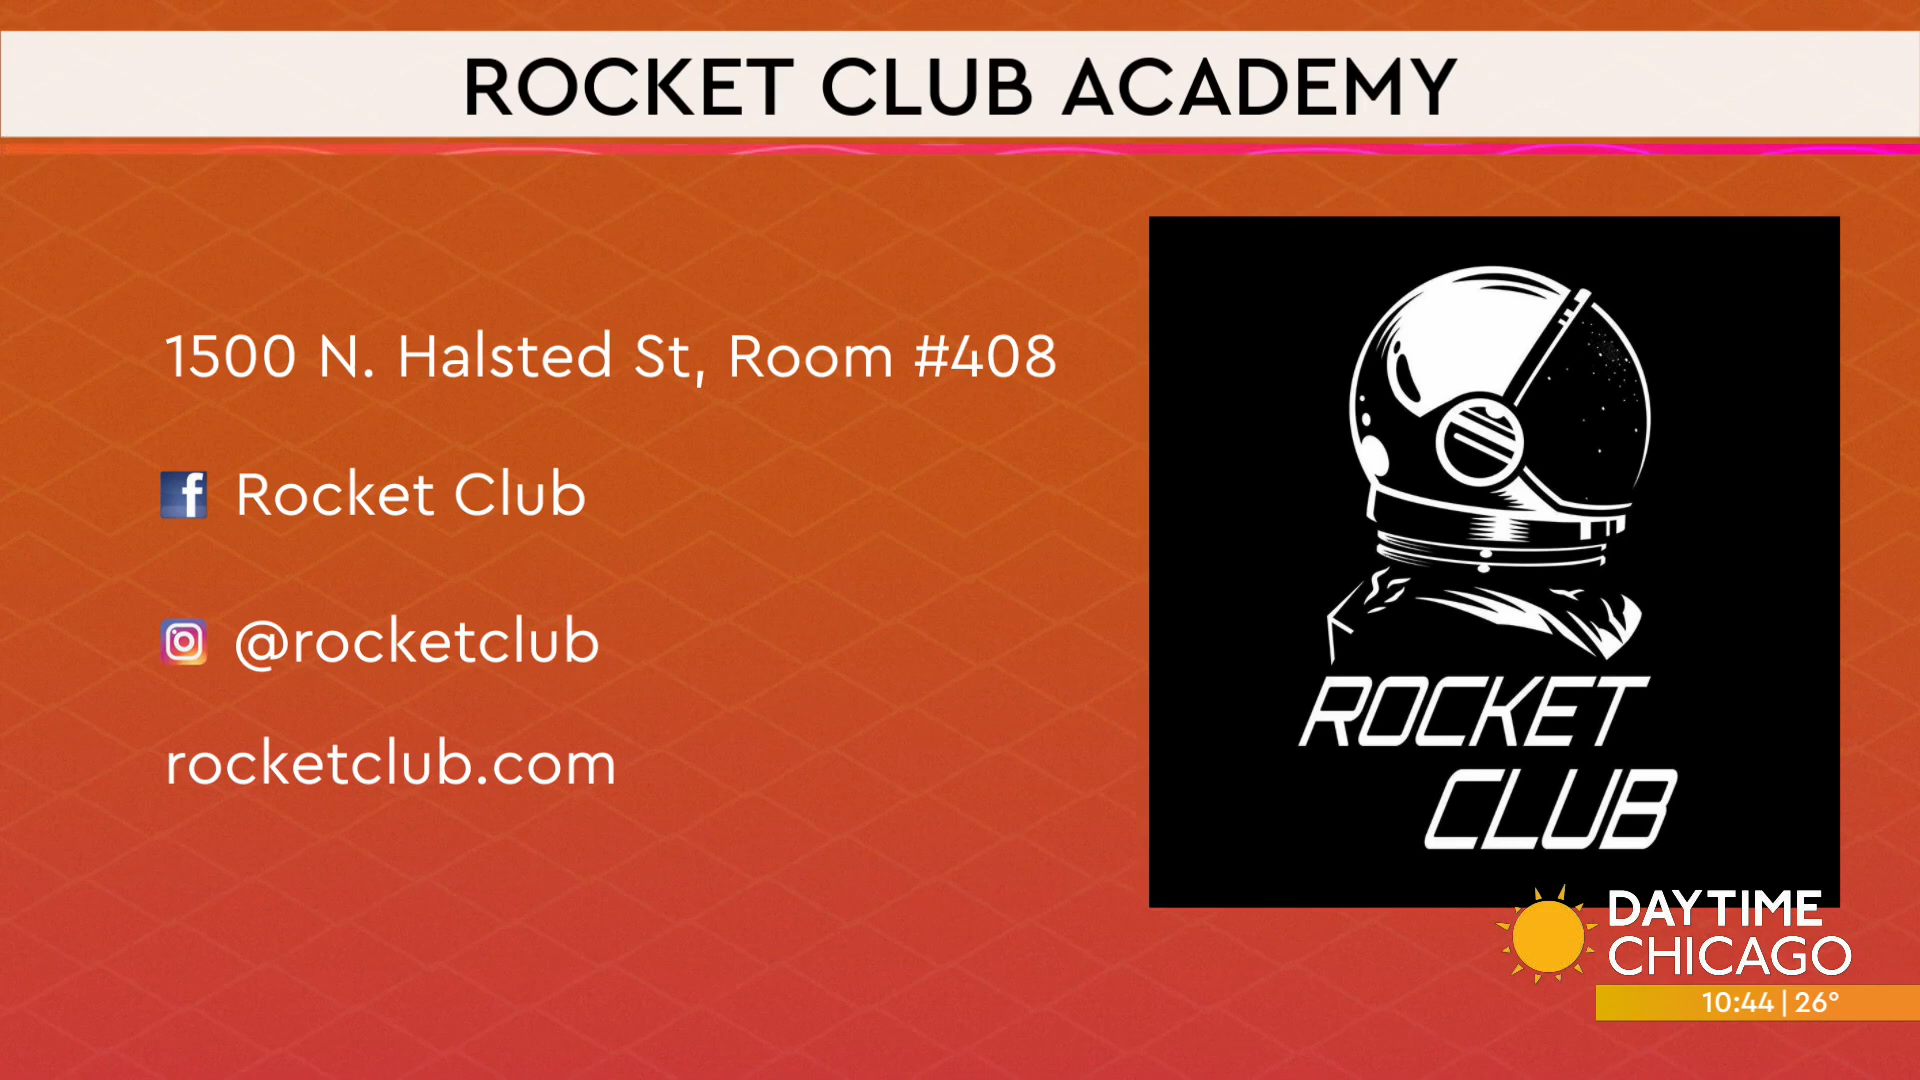 ROCKET CLUB ACADEMY
1500 N. Halsted St, Room #408
f Rocket Club
@rocketclub
rocketclub.com
ROCKET
CLUB
DAYTIME
CHICAGO
10:44 | 26°